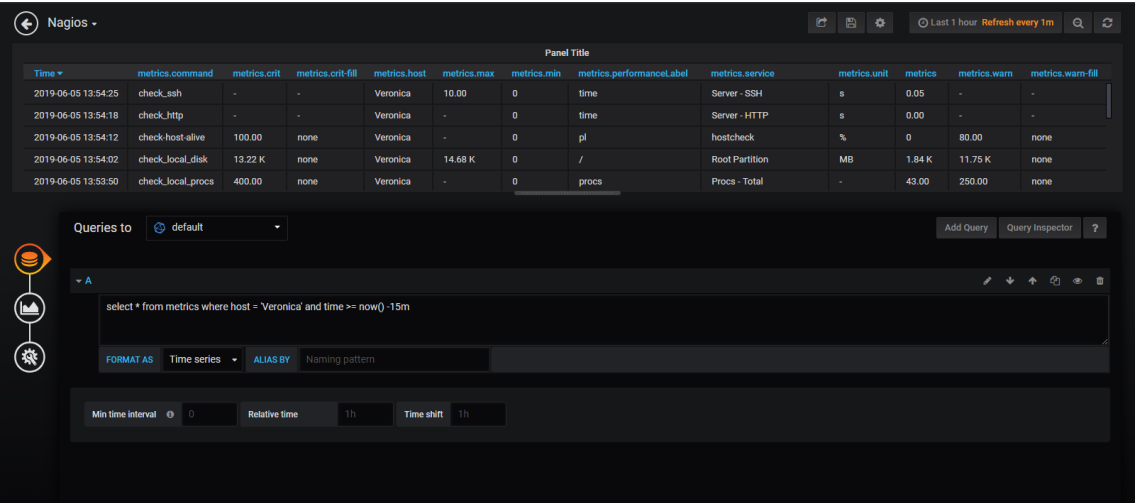 Nagios
Last 1 hour Refresh every 1m
Panel Title
Time metrics.command metrics.crit metrics.crit-fill metrics.host metrics.max metrics.min metrics.performanceLabel metrics.service metrics.unit metrics metrics.warn metrics.warn-fill
2019-06-05 13:54:25 check_ssh - - Veronica 10.00 0 time Server - SSH s 0.05 - -
2019-06-05 13:54:18 check_http - - Veronica - 0 time Server - HTTP s 0.00 - -
2019-06-05 13:54:12 check-host-alive 100.00 none Veronica - 0 pl hostcheck % 0 80.00 none
2019-06-05 13:54:02 check_local_disk 13.22 K none Veronica 14.68 K 0 / Root Partition MB 1.84 K 11.75 K none
2019-06-05 13:53:50 check_local_procs 400.00 none Veronica - 0 procs Procs - Total - 43.00 250.00 none
Queries to default Add Query Query Inspector ?
A
select * from metrics where host = 'Veronica' and time >= now() -15m
FORMAT AS Time series ALIAS BY Naming pattern
Min time interval 0 Relative time 1h Time shift 1h